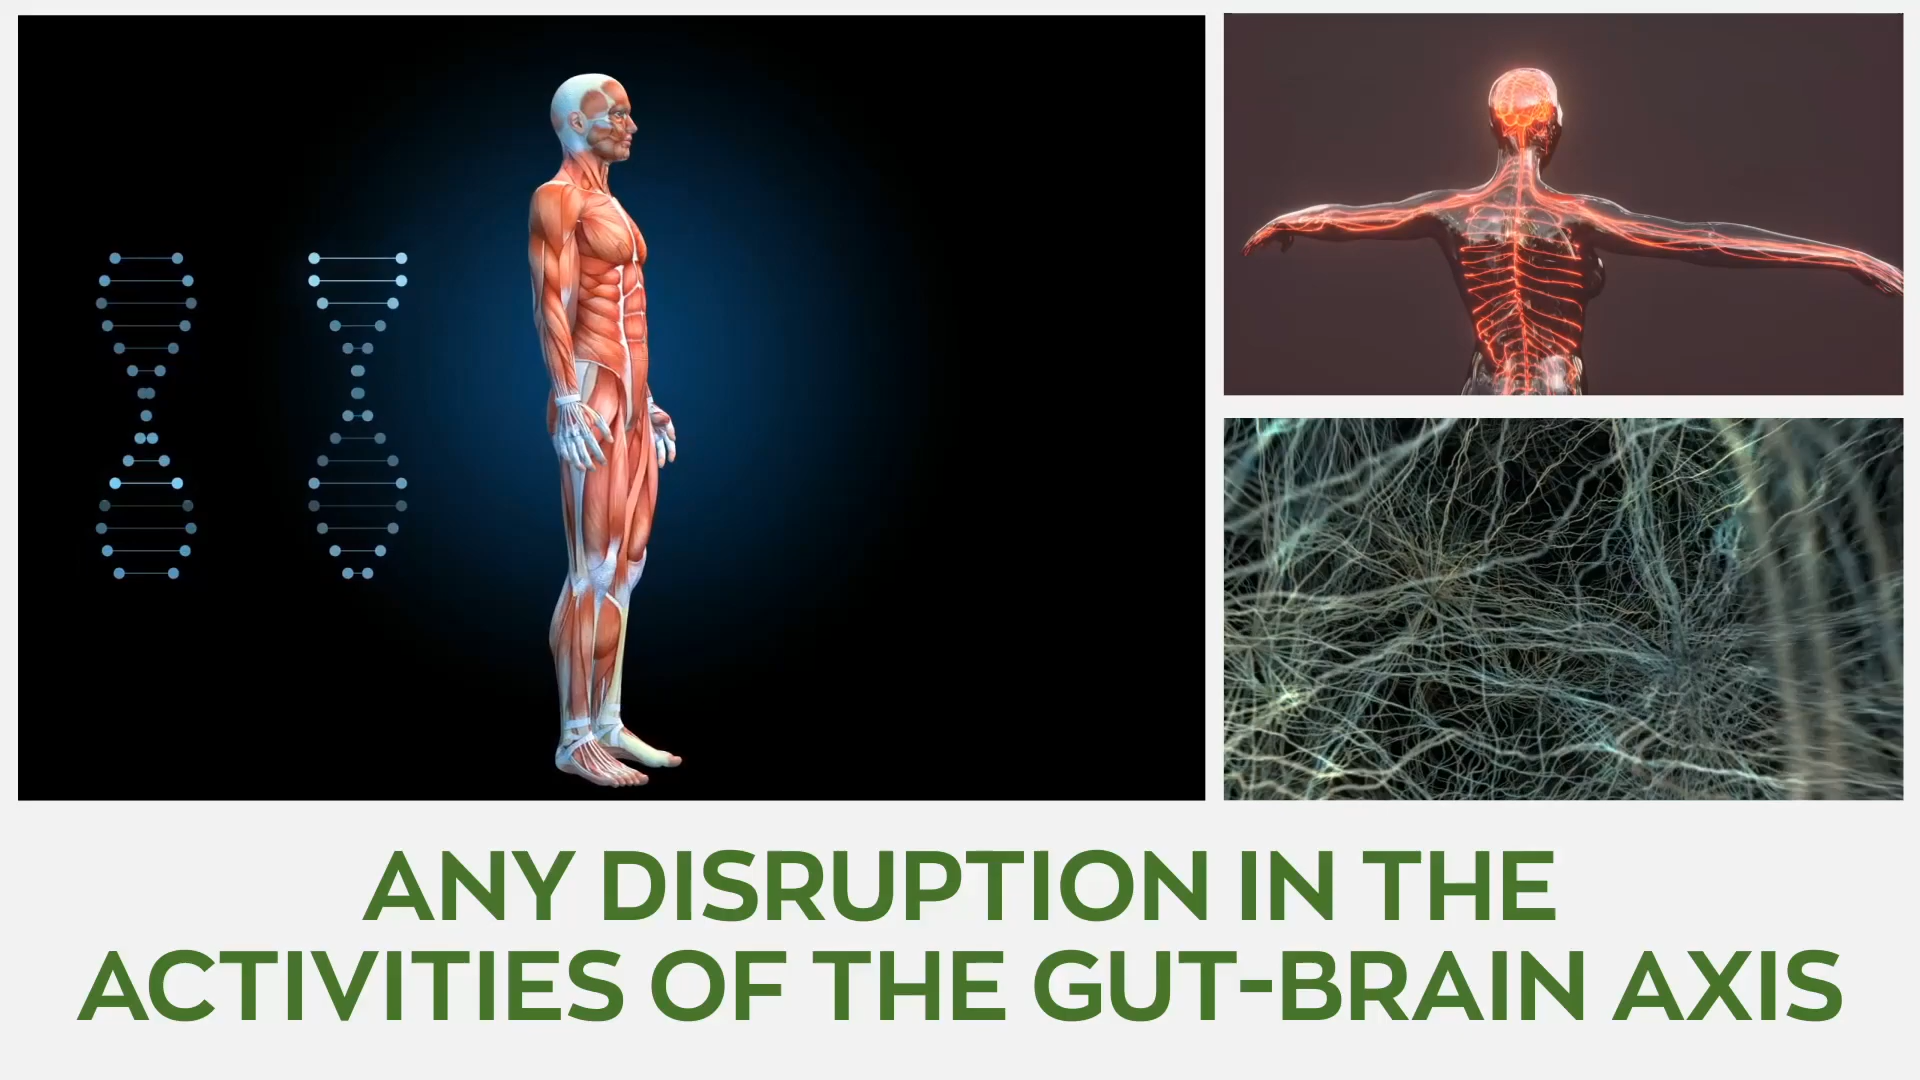 ANY DISRUPTION IN THE
ACTIVITIES OF THE GUT-BRAIN AXIS